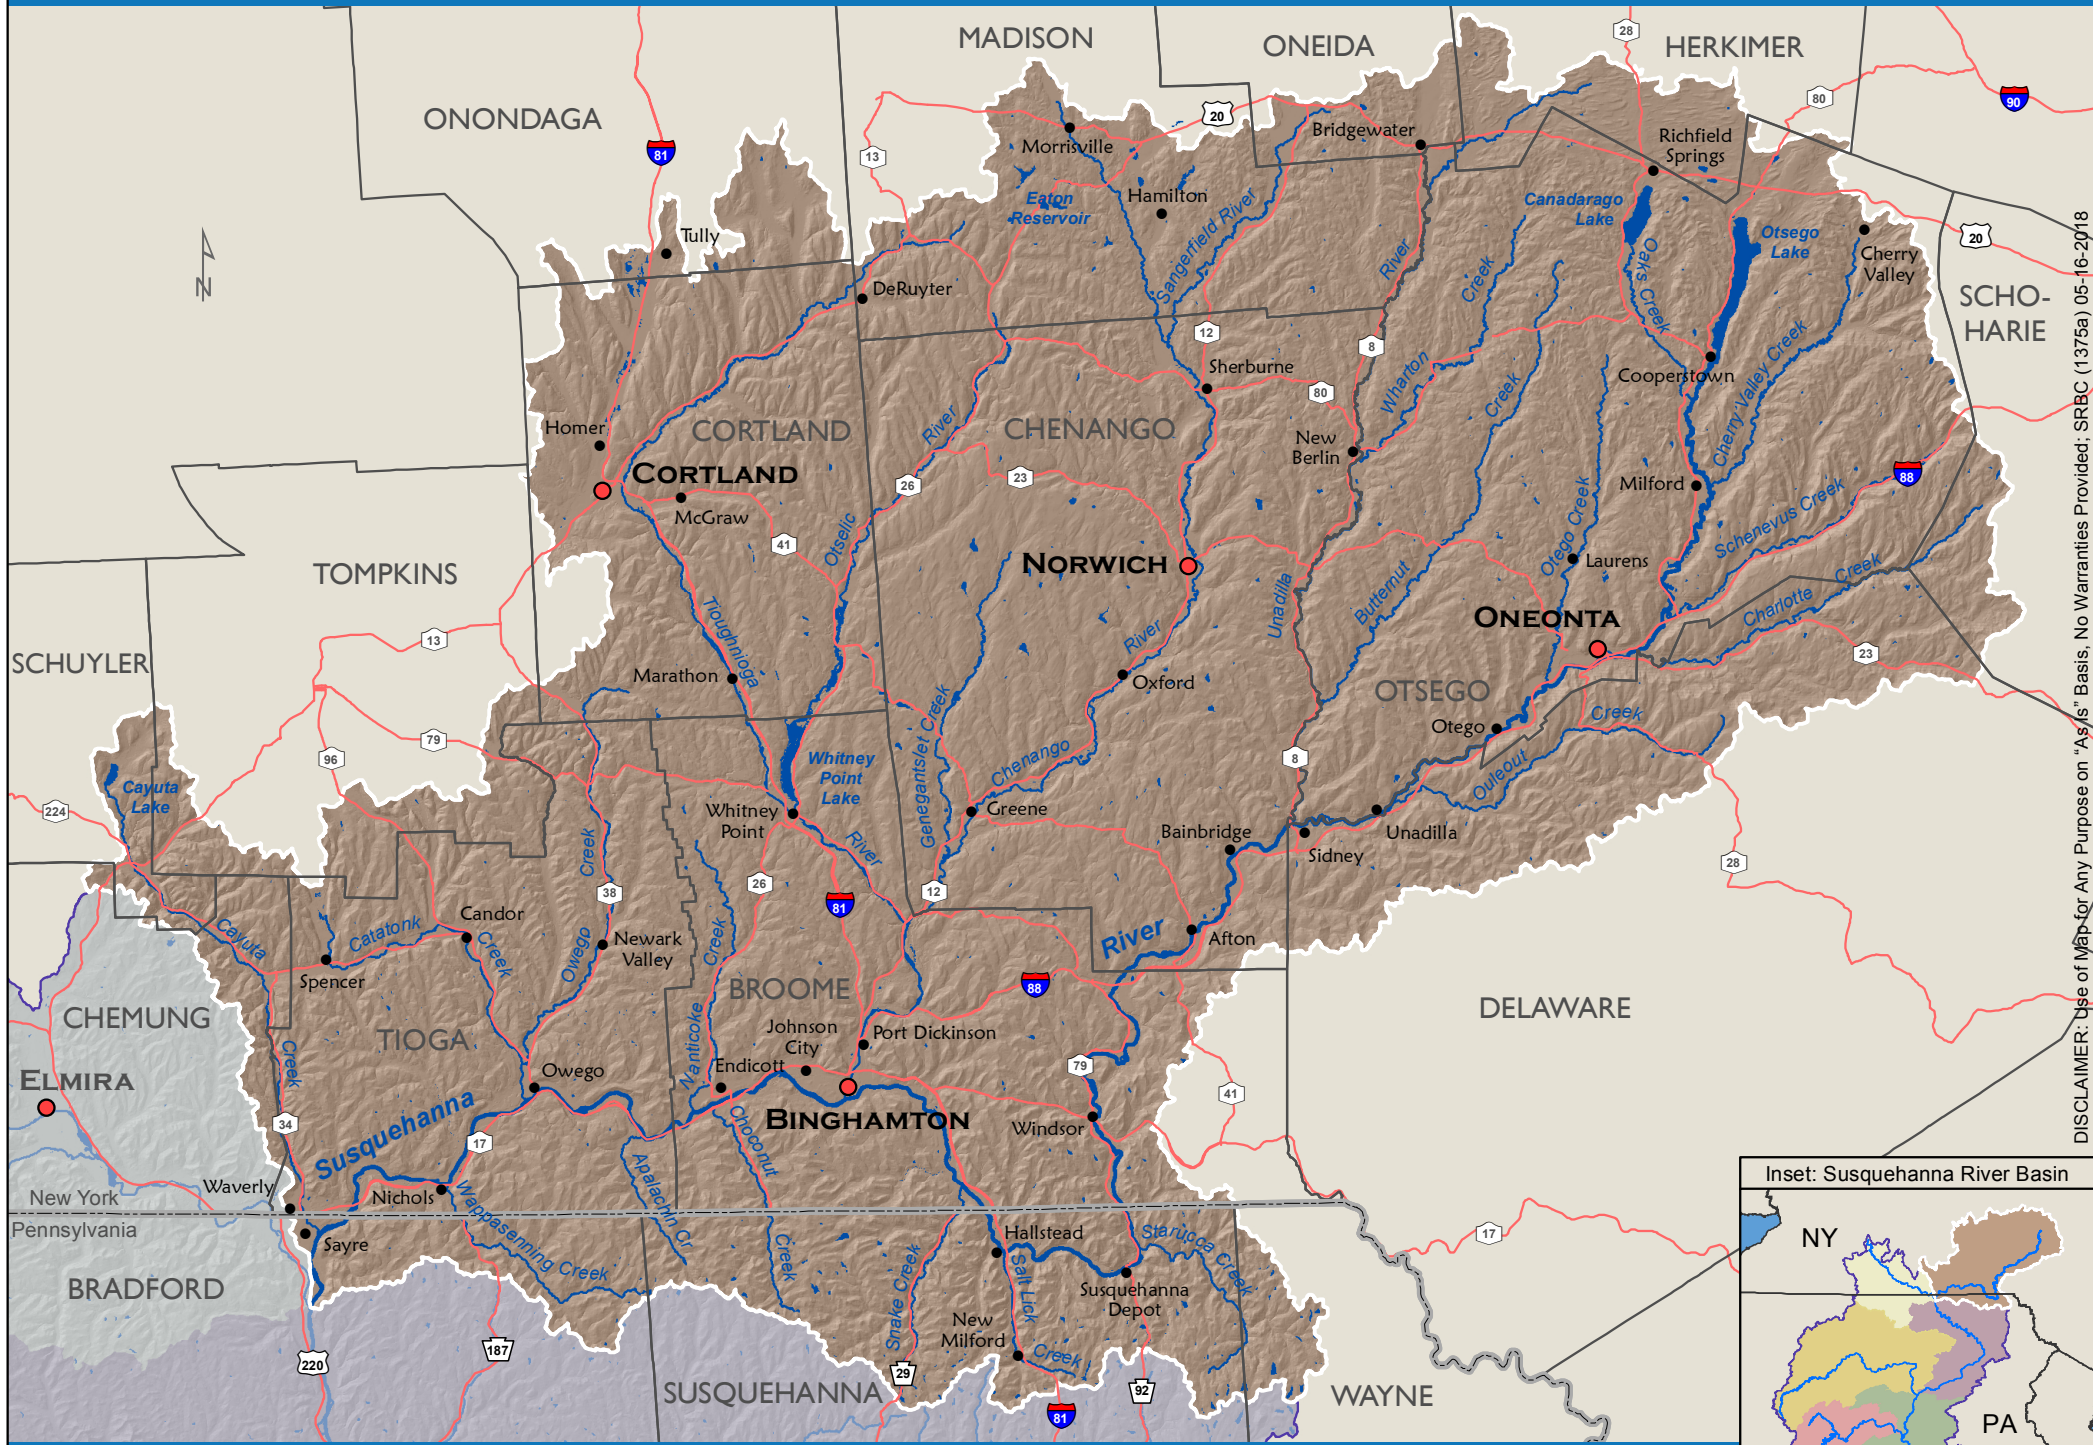 MADISON
ONEIDA
28
HERKIMER
ONONDAGA
81
13
20
80
90
Morrisville
Bridgewater
Richfield
Springs
Eaton
Reservoir
Hamilton
Sangerfield River
Canadarago
Lake
Otsego
Lake
Cherry
Valley
20
Tully
DeRuyter
River
Creek
Oaks Creek
SCHO-
HARIE
N
12
8
Sherburne
80
Wharton
Creek
Cooperstown
Cherry Valley Creek
Homer
CORTLAND
River
CHENANGO
New
Berlin
CORTLAND
McGraw
26
23
Milford
88
41
Otselic
NORWICH
Otego Creek
Laurens
Schenevus Creek
TOMPKINS
Tioughnioga
Unadilla
Butternut
ONEONTA
Charlotte
Creek
13
River
SCHUYLER
Marathon
Oxford
OTSEGO
23
Otego
Creek
79
96
Genegantslet Creek
Chenango
8
Ouleout
Whitney
Point
Lake
Cayuta
Lake
224
Whitney
Point
Greene
Bainbridge
Unadilla
Sidney
Creek
River
28
38
26
81
12
Candor
Cayuta
Catatonk
Creek
Owego
Newark
Valley
Creek
River
Afton
Spencer
BROOME
88
DELAWARE
CHEMUNG
TIOGA
Johnson
City
Port Dickinson
Creek
Nanticoke
Endicott
79
ELMIRA
Owego
41
34
Susquehanna
BINGHAMTON
Windsor
17
Choconut
Apalachin Cr
Waverly
Nichols
Wappasenning Creek
New York
Pennsylvania
Sayre
Creek
Snake Creek
Hallstead
Starucca Creek
17
BRADFORD
Salt Lick
Susquehanna
Depot
New
Milford
Creek
220
187
29
92
SUSQUEHANNA
81
WAYNE
Inset: Susquehanna River Basin
NY
PA
DISCLAIMER: Use of Map for Any Purpose on "As Is" Basis, No Warranties Provided; SRBC (1375a) 05-16-2018